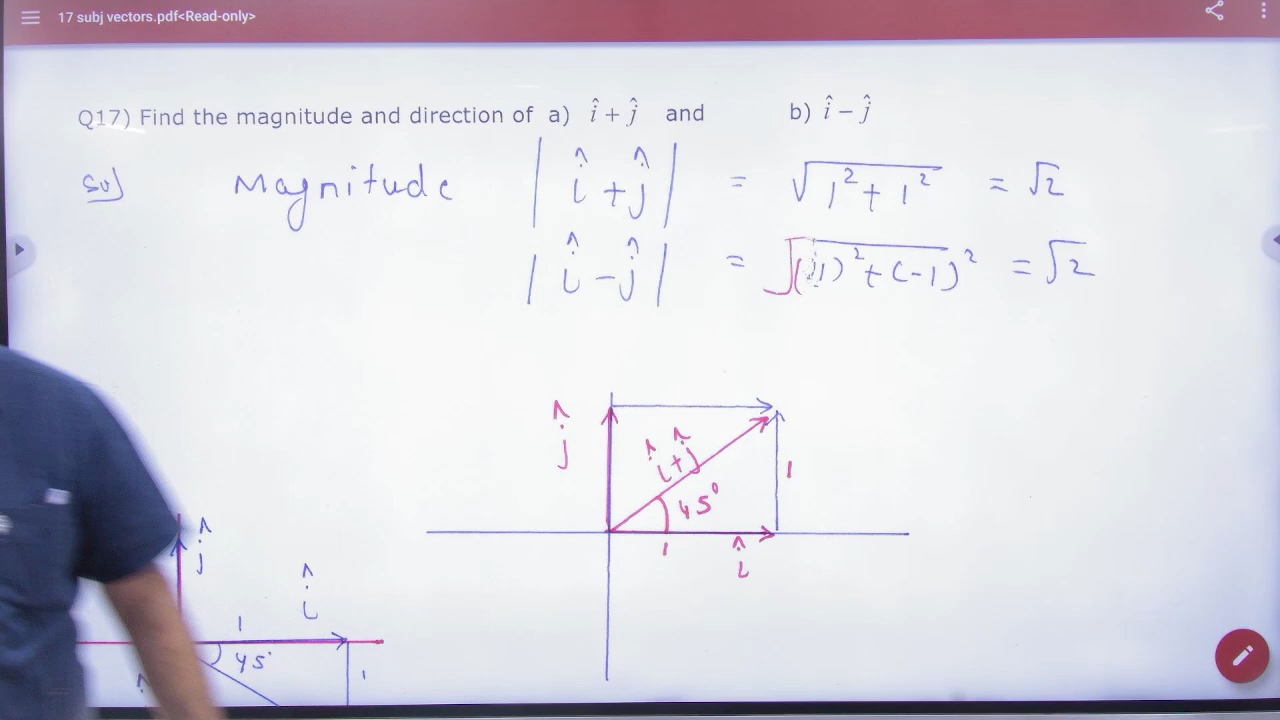 17 subj vectors.pdf<Read-only>
Q17) Find the magnitude and direction of a) î + ĵ and b) î − ĵ
Sol Magnitude | î + ĵ | = √(1² + 1²) = √2
| î − ĵ | = √((1)² + (-1)²) = √2
ĵ
î + ĵ
45°
1
1
î
ĵ
î
1
45°
1